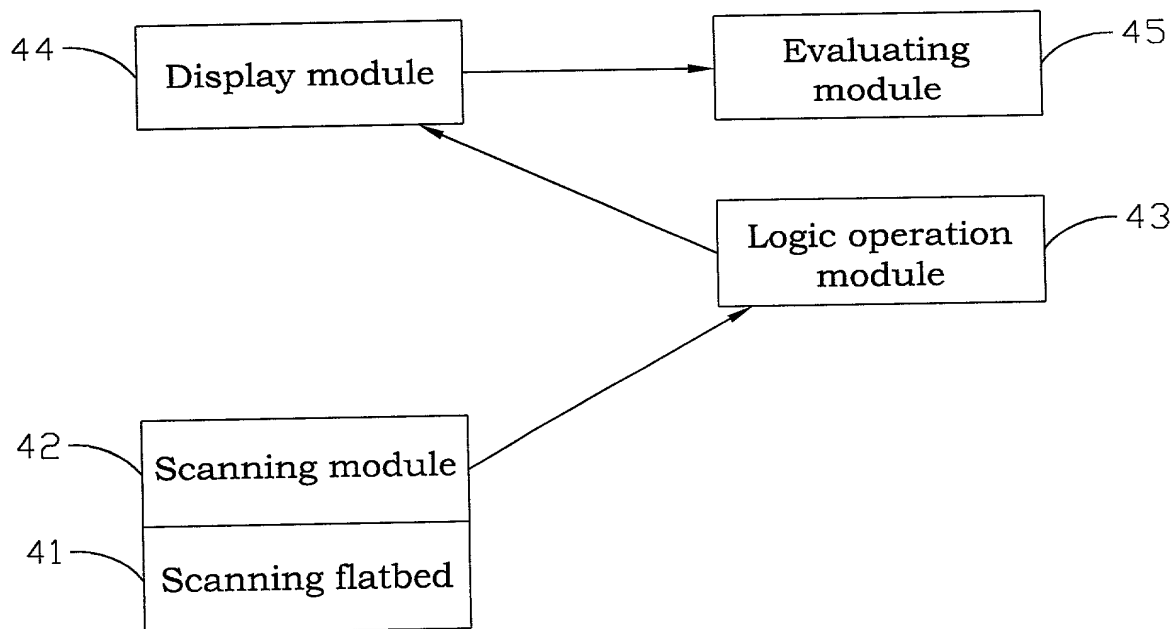 44
Display module
Evaluating
module
45
Logic operation
module
43
42
Scanning module
41
Scanning flatbed